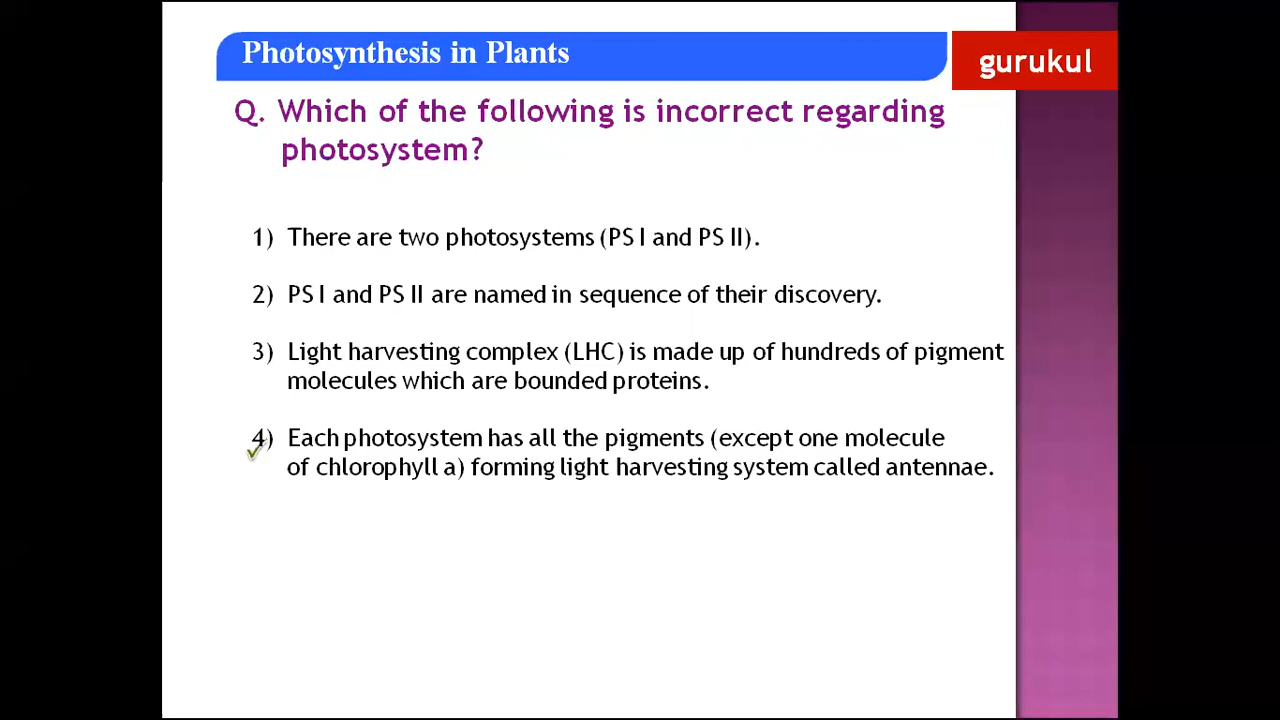 Photosynthesis in Plants
gurukul
Q. Which of the following is incorrect regarding
photosystem?
1) There are two photosystems (PS I and PS II).
2) PS I and PS II are named in sequence of their discovery.
3) Light harvesting complex (LHC) is made up of hundreds of pigment
molecules which are bounded proteins.
4) Each photosystem has all the pigments (except one molecule
of chlorophyll a) forming light harvesting system called antennae.